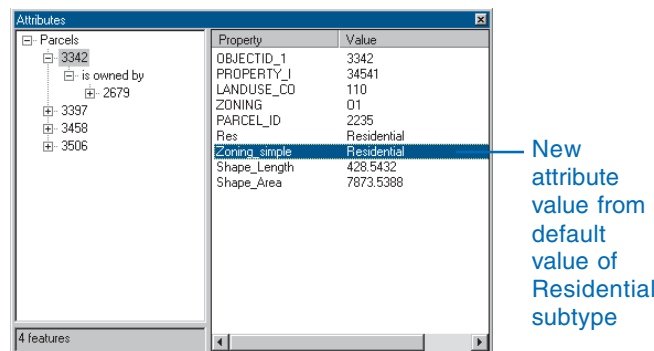 Attributes
Parcels
3342
is owned by
2679
3397
3458
3506
4 features
Property Value
OBJECTID_1 3342
PROPERTY_I 34541
LANDUSE_CO 110
ZONING O1
PARCEL_ID 2235
Res Residential
Zoning_simple Residential
Shape_Length 428.5432
Shape_Area 7873.5388
New
attribute
value from
default
value of
Residential
subtype